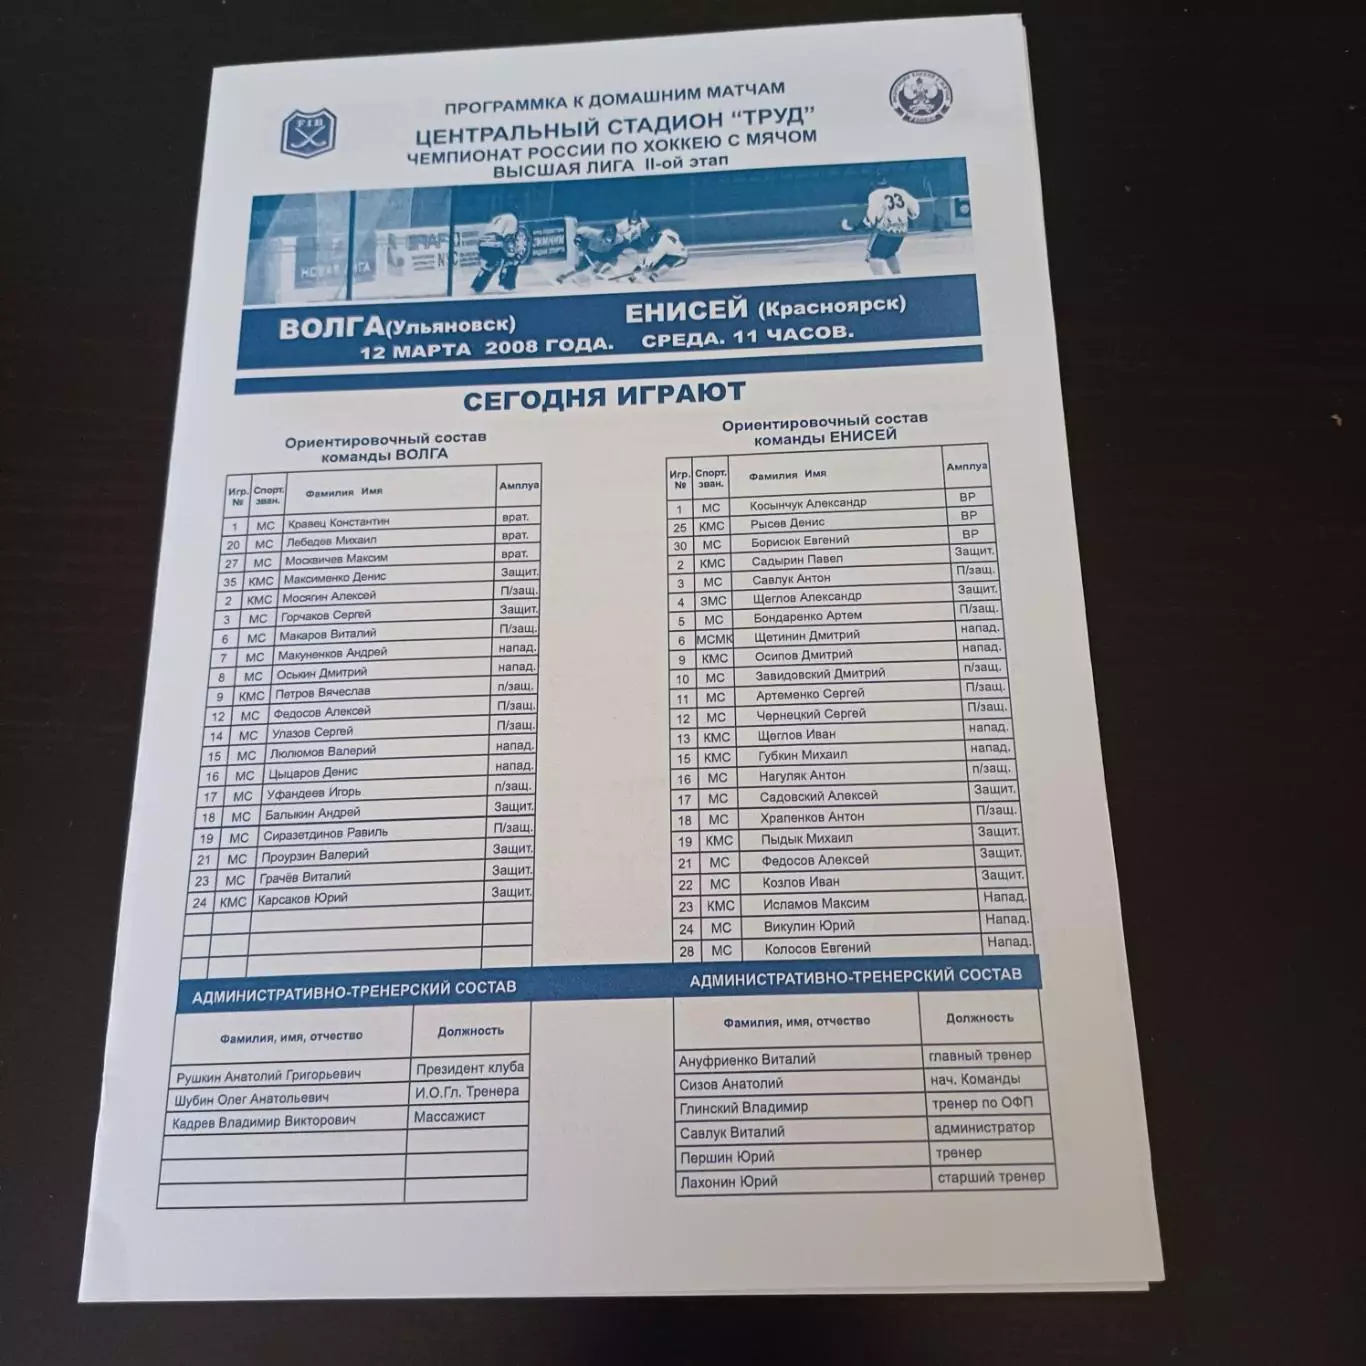 ПРОГРАММКА К ДОМАШНИМ МАТЧАМ
ЦЕНТРАЛЬНЫЙ СТАДИОН “ТРУД”
ЧЕМПИОНАТ РОССИИ ПО ХОККЕЮ С МЯЧОМ
ВЫСШАЯ ЛИГА II-ой этап
FIB
33
НОВАЯ ЛИГА
ЗИМНИМ
ВОЛГА(Ульяновск) ЕНИСЕЙ (Красноярск)
12 МАРТА 2008 ГОДА. СРЕДА. 11 ЧАСОВ.
СЕГОДНЯ ИГРАЮТ
Ориентировочный состав
команды ВОЛГА
Игр. № Спорт. зван. Фамилия Имя Амплуа
1 МС Кравец Константин врат.
20 МС Лебедев Михаил врат.
27 МС Москвичев Максим врат.
35 КМС Максименко Денис Защит.
2 КМС Мосягин Алексей П/защ.
3 МС Горчаков Сергей Защит.
6 МС Макаров Виталий П/защ.
7 МС Макуненков Андрей напад.
8 МС Оськин Дмитрий напад.
9 КМС Петров Вячеслав п/защ.
12 МС Федосов Алексей П/защ.
14 МС Улазов Сергей П/защ.
15 МС Люлюмов Валерий напад.
16 МС Цыцаров Денис напад.
17 МС Уфандеев Игорь п/защ.
18 МС Балыкин Андрей Защит.
19 МС Сиразетдинов Равиль П/защ.
21 МС Проурзин Валерий Защит.
23 МС Грачёв Виталий Защит.
24 КМС Карсаков Юрий Защит.
АДМИНИСТРАТИВНО-ТРЕНЕРСКИЙ СОСТАВ
Фамилия, имя, отчество Должность
Рушкин Анатолий Григорьевич Президент клуба
Шубин Олег Анатольевич И.О.Гл. Тренера
Кадрев Владимир Викторович Массажист
Ориентировочный состав
команды ЕНИСЕЙ
Игр. № Спорт. зван. Фамилия Имя Амплуа
1 МС Косынчук Александр ВР
25 КМС Рысев Денис ВР
30 МС Борисюк Евгений ВР
2 КМС Садырин Павел Защит.
3 МС Савлук Антон П/защ.
4 ЗМС Щеглов Александр Защит.
5 МС Бондаренко Артем П/защ.
6 МСМК Щетинин Дмитрий напад.
9 КМС Осипов Дмитрий напад.
10 МС Завидовский Дмитрий п/защ.
11 МС Артеменко Сергей П/защ.
12 МС Чернецкий Сергей П/защ.
13 КМС Щеглов Иван напад.
15 КМС Губкин Михаил напад.
16 МС Нагуляк Антон п/защ.
17 МС Садовский Алексей Защит.
18 МС Храпенков Антон П/защ.
19 КМС Пыдык Михаил Защит.
21 МС Федосов Алексей Защит.
22 МС Козлов Иван Защит.
23 КМС Исламов Максим Напад.
24 МС Викулин Юрий Напад.
28 МС Колосов Евгений Напад.
АДМИНИСТРАТИВНО-ТРЕНЕРСКИЙ СОСТАВ
Фамилия, имя, отчество Должность
Ануфриенко Виталий главный тренер
Сизов Анатолий нач. Команды
Глинский Владимир тренер по ОФП
Савлук Виталий администратор
Першин Юрий тренер
Лахонин Юрий старший тренер